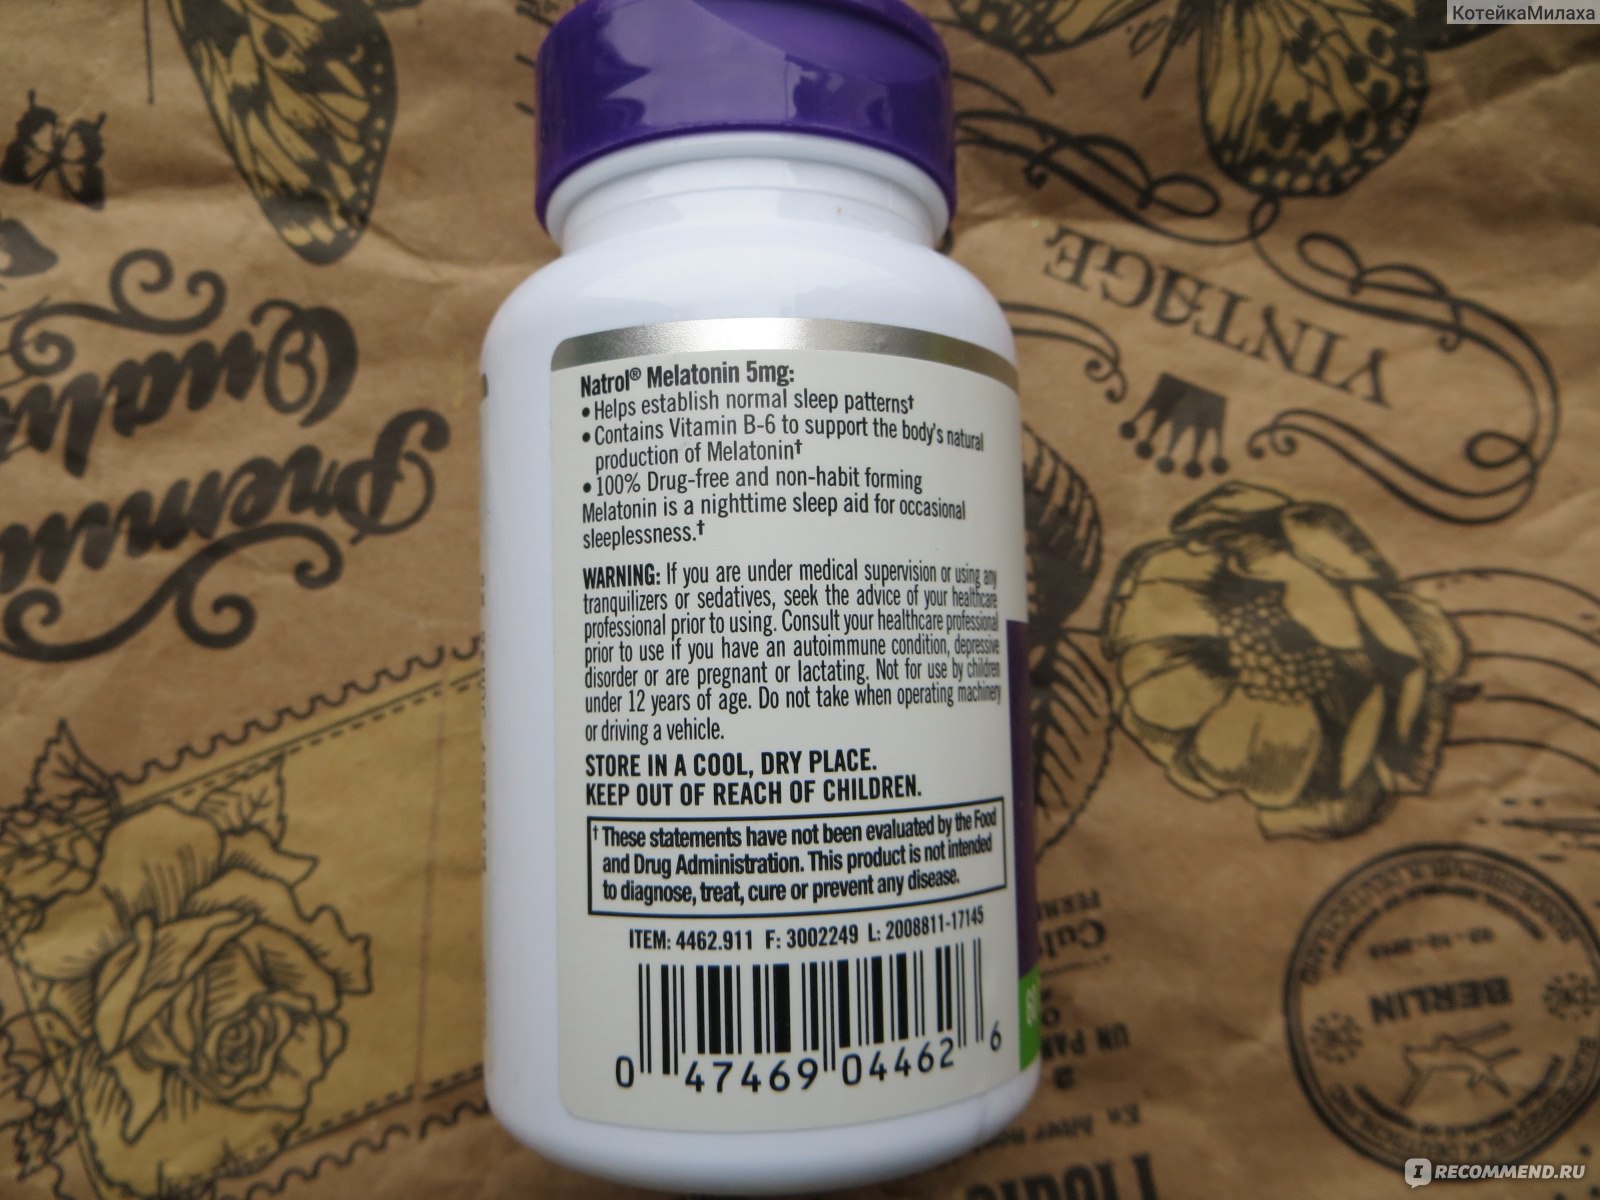 КотейкаМилаха
Natrol® Melatonin 5mg:
• Helps establish normal sleep patterns†
• Contains Vitamin B-6 to support the body's natural
production of Melatonin†
• 100% Drug-free and non-habit forming
Melatonin is a nighttime sleep aid for occasional
sleeplessness.†
WARNING: If you are under medical supervision or using any
tranquilizers or sedatives, seek the advice of your healthcare
professional prior to using. Consult your healthcare professional
prior to use if you have an autoimmune condition, depressive
disorder or are pregnant or lactating. Not for use by children
under 12 years of age. Do not take when operating machinery
or driving a vehicle.
STORE IN A COOL, DRY PLACE.
KEEP OUT OF REACH OF CHILDREN.
† These statements have not been evaluated by the Food
and Drug Administration. This product is not intended
to diagnose, treat, cure or prevent any disease.
ITEM: 4462.911 F: 3002249 L: 2008811-17145
0 47469 04462 6
VINTAGE
Premium
Quality
BERLIN
I RECOMMEND.RU